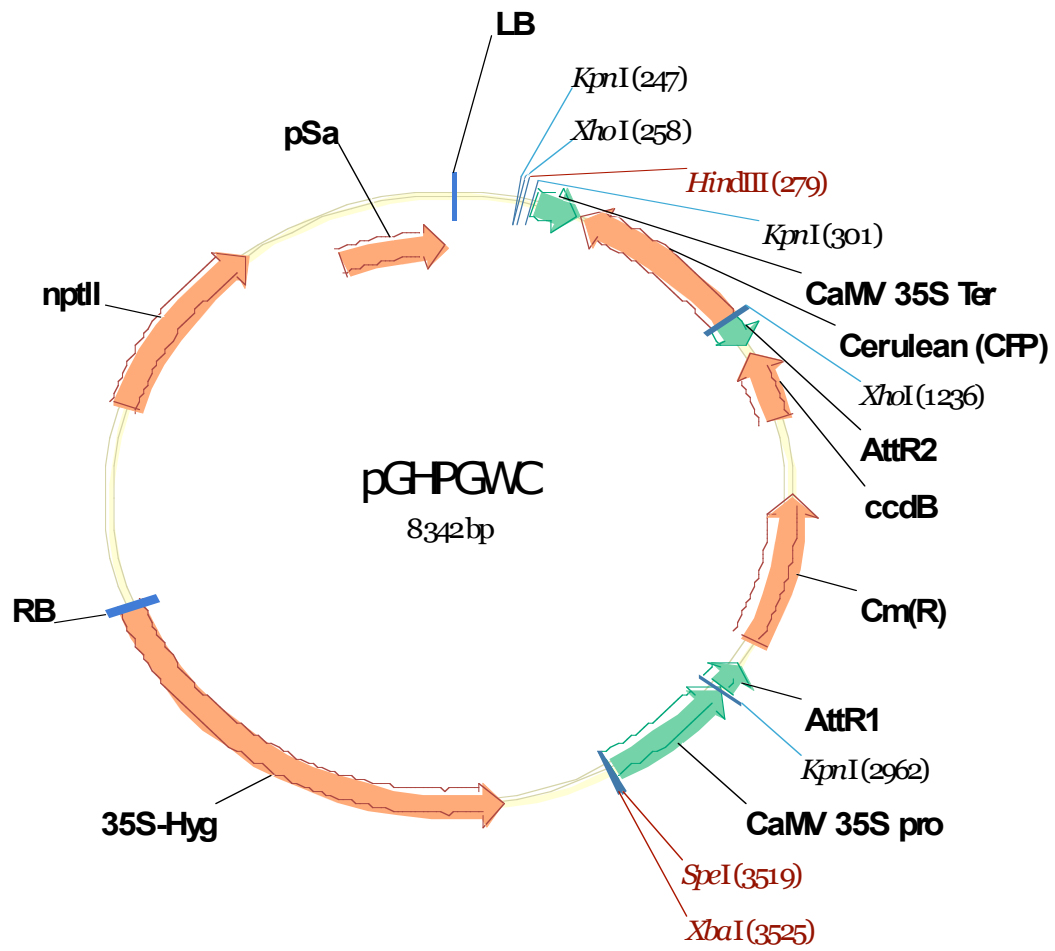 LB
KpnI (247)
XhoI (258)
pSa
HindIII (279)
KpnI (301)
nptII
CaMV 35S Ter
Cerulean (CFP)
XhoI (1236)
AttR2
pGHPGWC
8342 bp
ccdB
RB
Cm(R)
AttR1
KpnI (2962)
35S-Hyg
CaMV 35S pro
SpeI (3519)
XbaI (3525)